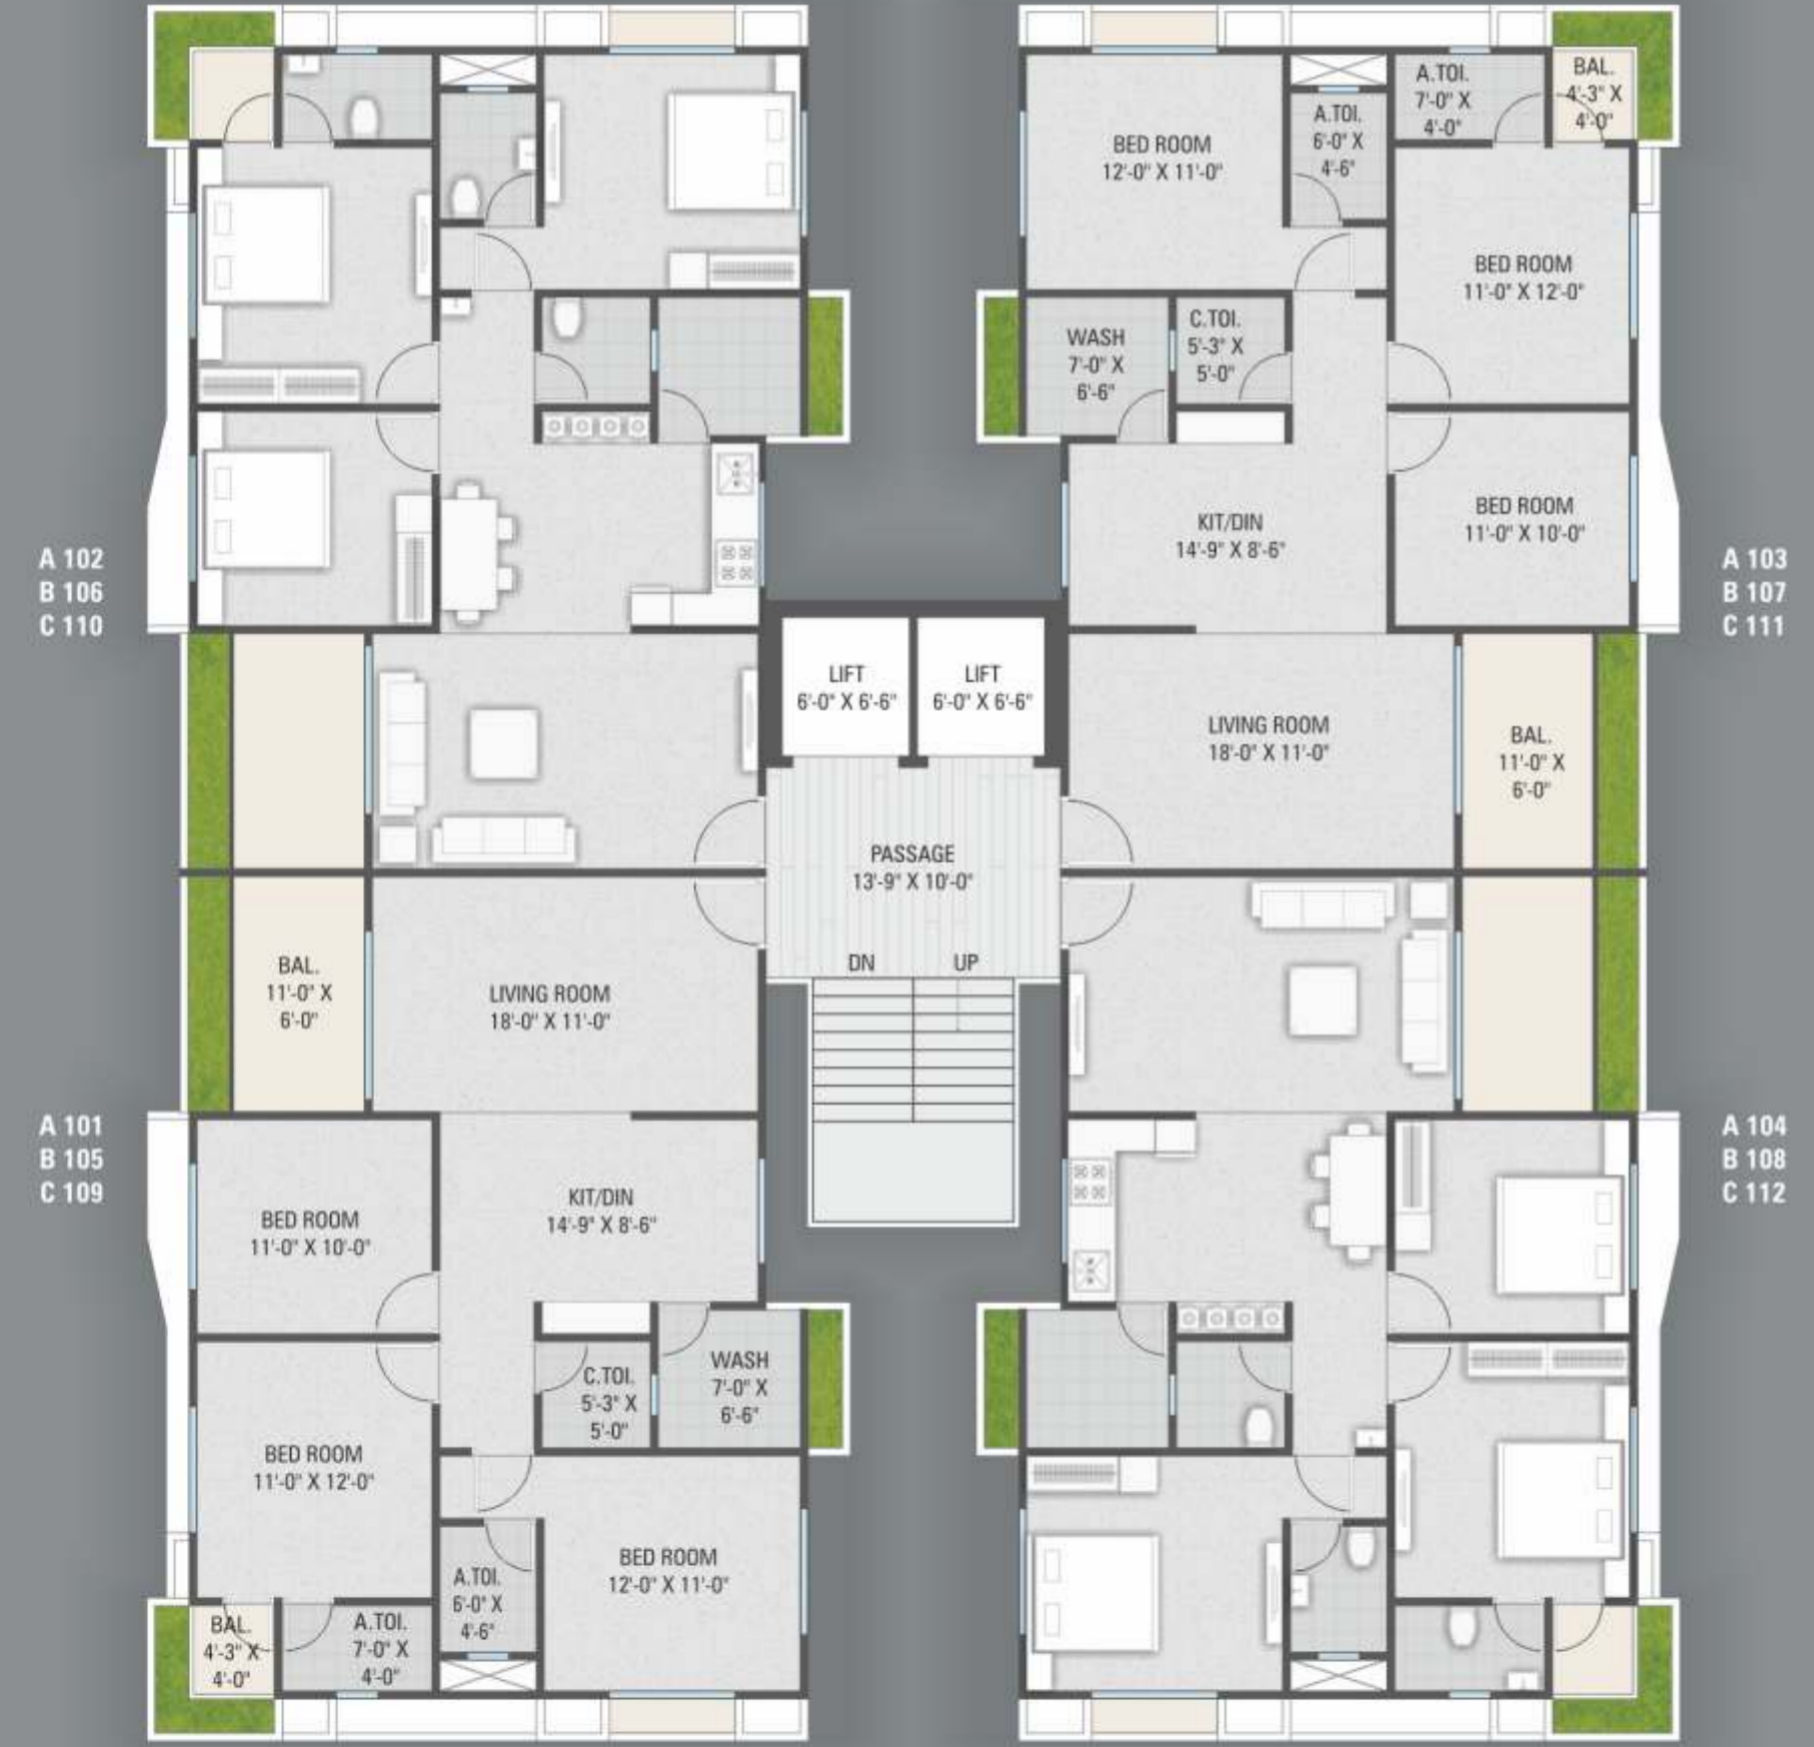 A.TOI.
7'-0" X
4'-0"
BAL.
4'-3" X
4'-0"
A.TOI.
6'-0" X
4'-6"
BED ROOM
12'-0" X 11'-0"
BED ROOM
11'-0" X 12'-0"
WASH
7'-0" X
6'-6"
C.TOI.
5'-3" X
5'-0"
BED ROOM
11'-0" X 10'-0"
KIT/DIN
14'-9" X 8'-6"
A 102
B 106
C 110
A 103
B 107
C 111
LIFT
6'-0" X 6'-6"
LIFT
6'-0" X 6'-6"
LIVING ROOM
18'-0" X 11'-0"
BAL.
11'-0" X
6'-0"
PASSAGE
13'-9" X 10'-0"
DN
UP
BAL.
11'-0" X
6'-0"
LIVING ROOM
18'-0" X 11'-0"
A 101
B 105
C 109
A 104
B 108
C 112
BED ROOM
11'-0" X 10'-0"
KIT/DIN
14'-9" X 8'-6"
C.TOI.
5'-3" X
5'-0"
WASH
7'-0" X
6'-6"
BED ROOM
11'-0" X 12'-0"
BED ROOM
12'-0" X 11'-0"
A.TOI.
6'-0" X
4'-6"
BAL.
4'-3" X
4'-0"
A.TOI.
7'-0" X
4'-0"